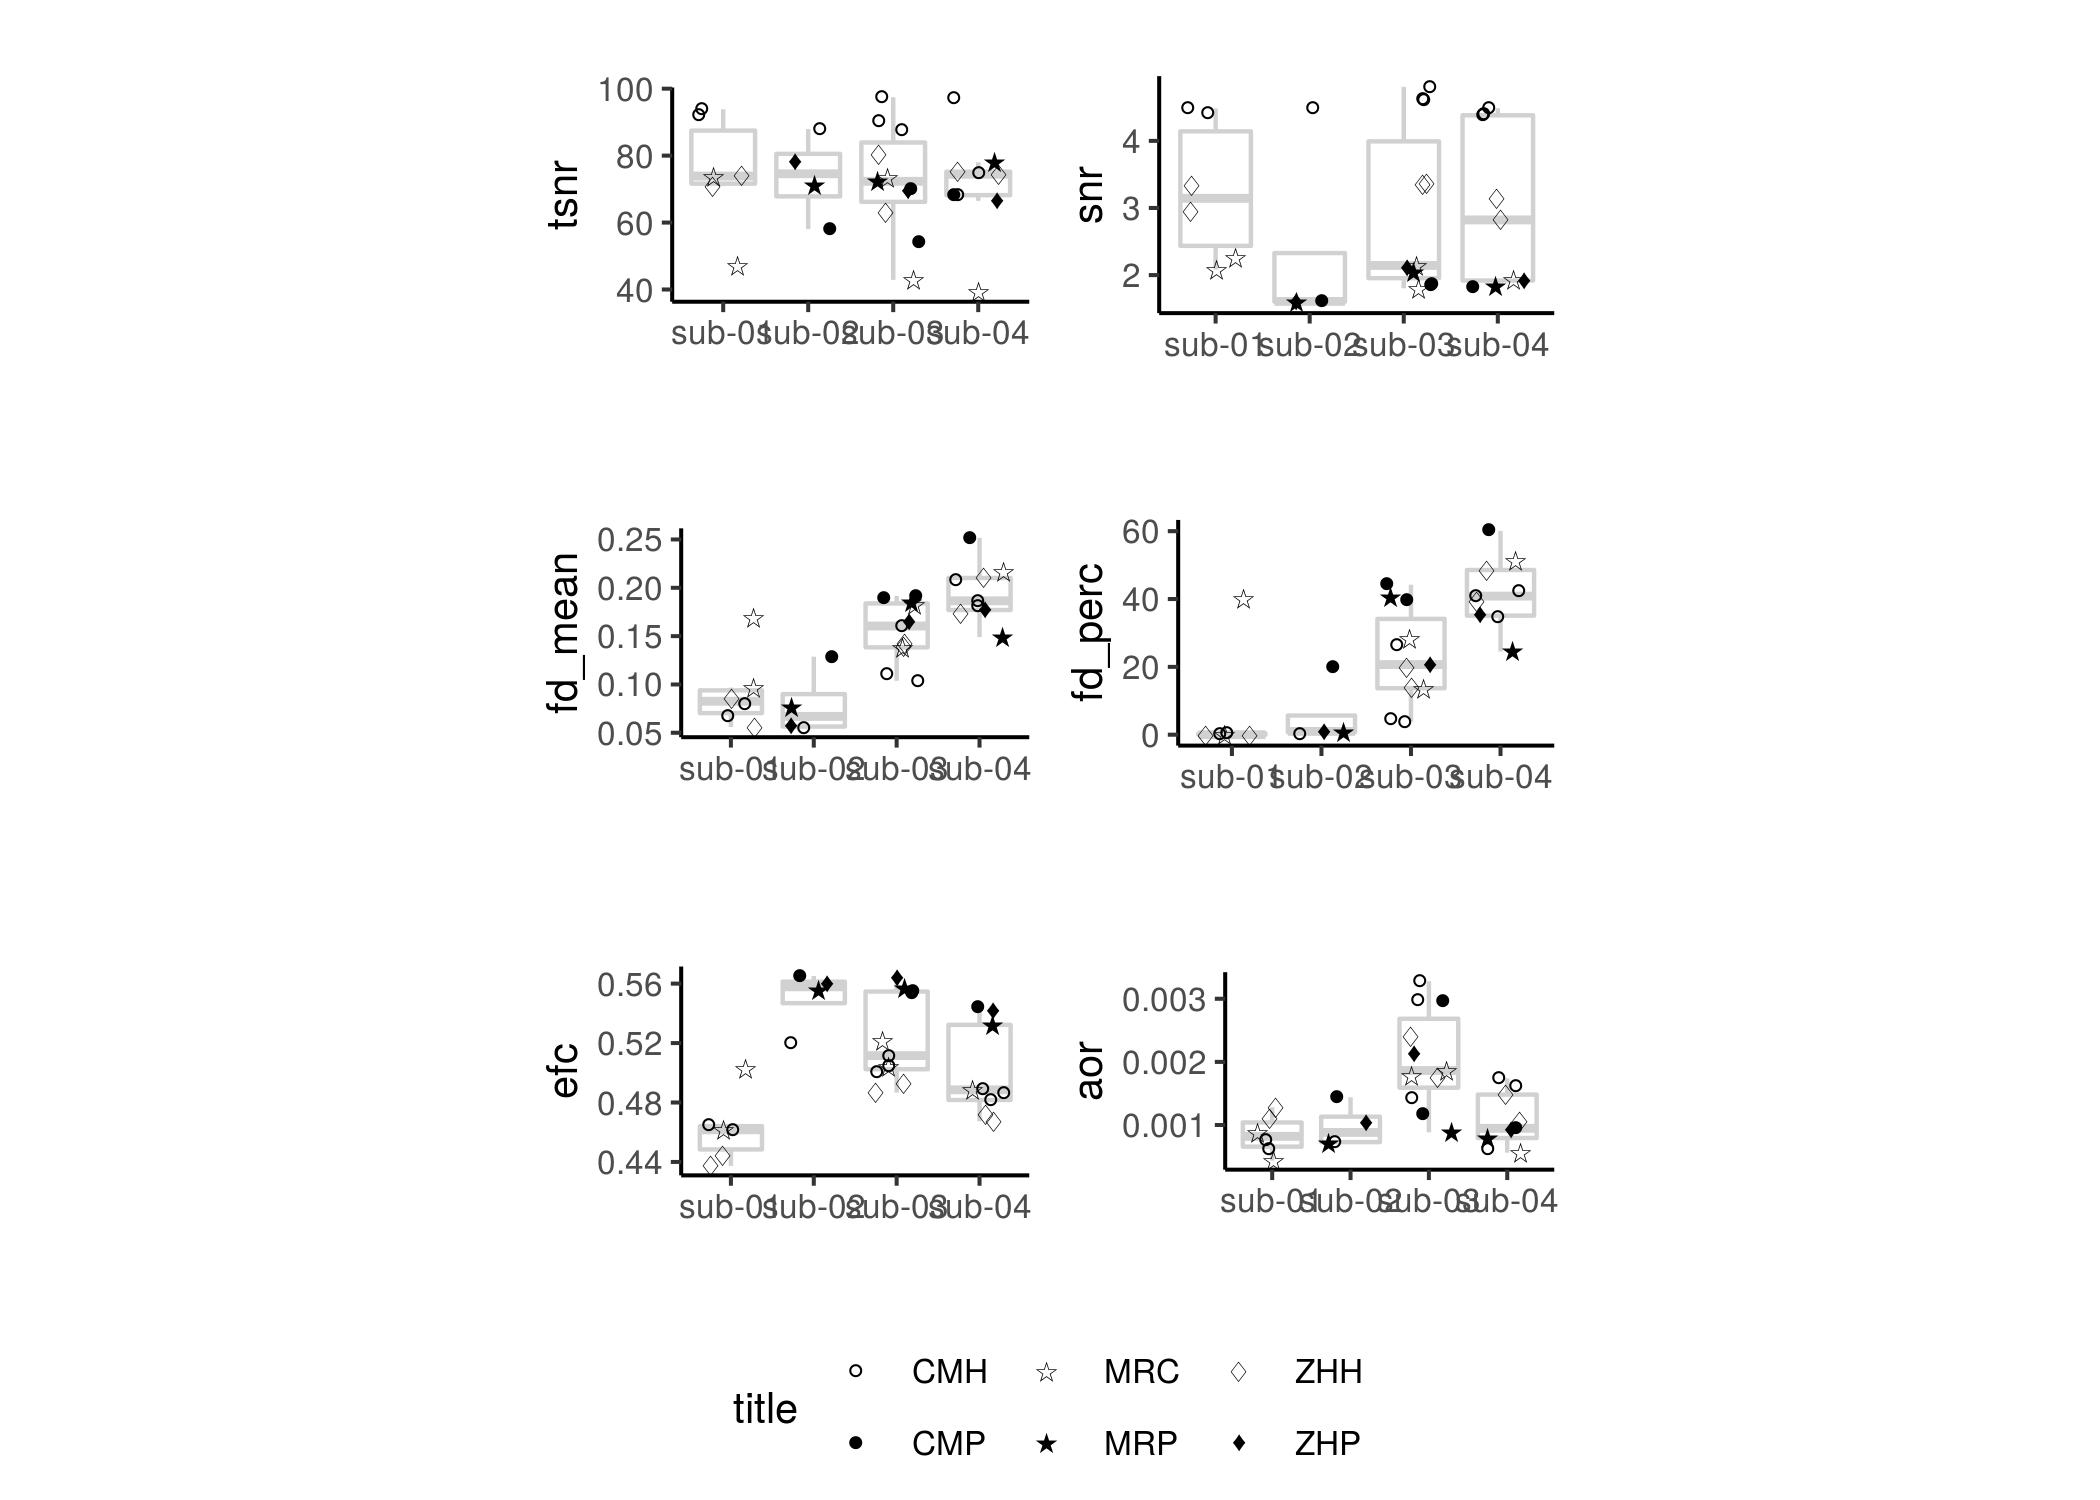 tsnr
100
80
60
40
sub-01 sub-02 sub-03 sub-04
snr
4
3
2
sub-01 sub-02 sub-03 sub-04
fd_mean
0.25
0.20
0.15
0.10
0.05
sub-01 sub-02 sub-03 sub-04
fd_perc
60
40
20
0
sub-01 sub-02 sub-03 sub-04
efc
0.56
0.52
0.48
0.44
sub-01 sub-02 sub-03 sub-04
aor
0.003
0.002
0.001
sub-01 sub-02 sub-03 sub-04
title
CMH MRC ZHH
CMP MRP ZHP